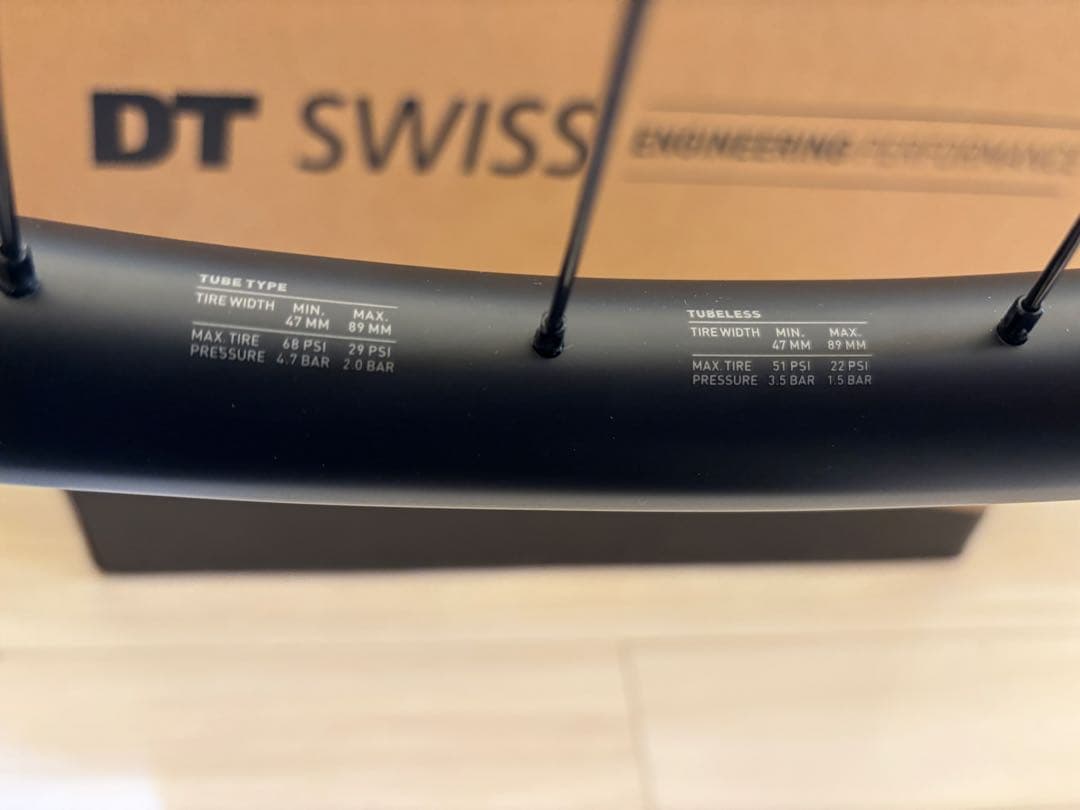 DT SWISS ENGINEERING PERFORMANCE
TUBE TYPE
TIRE WIDTH MIN. MAX.
47 MM 89 MM
MAX. TIRE 68 PSI 29 PSI
PRESSURE 4.7 BAR 2.0 BAR
TUBELESS
TIRE WIDTH MIN. MAX.
47 MM 89 MM
MAX. TIRE 51 PSI 22 PSI
PRESSURE 3.5 BAR 1.5 BAR